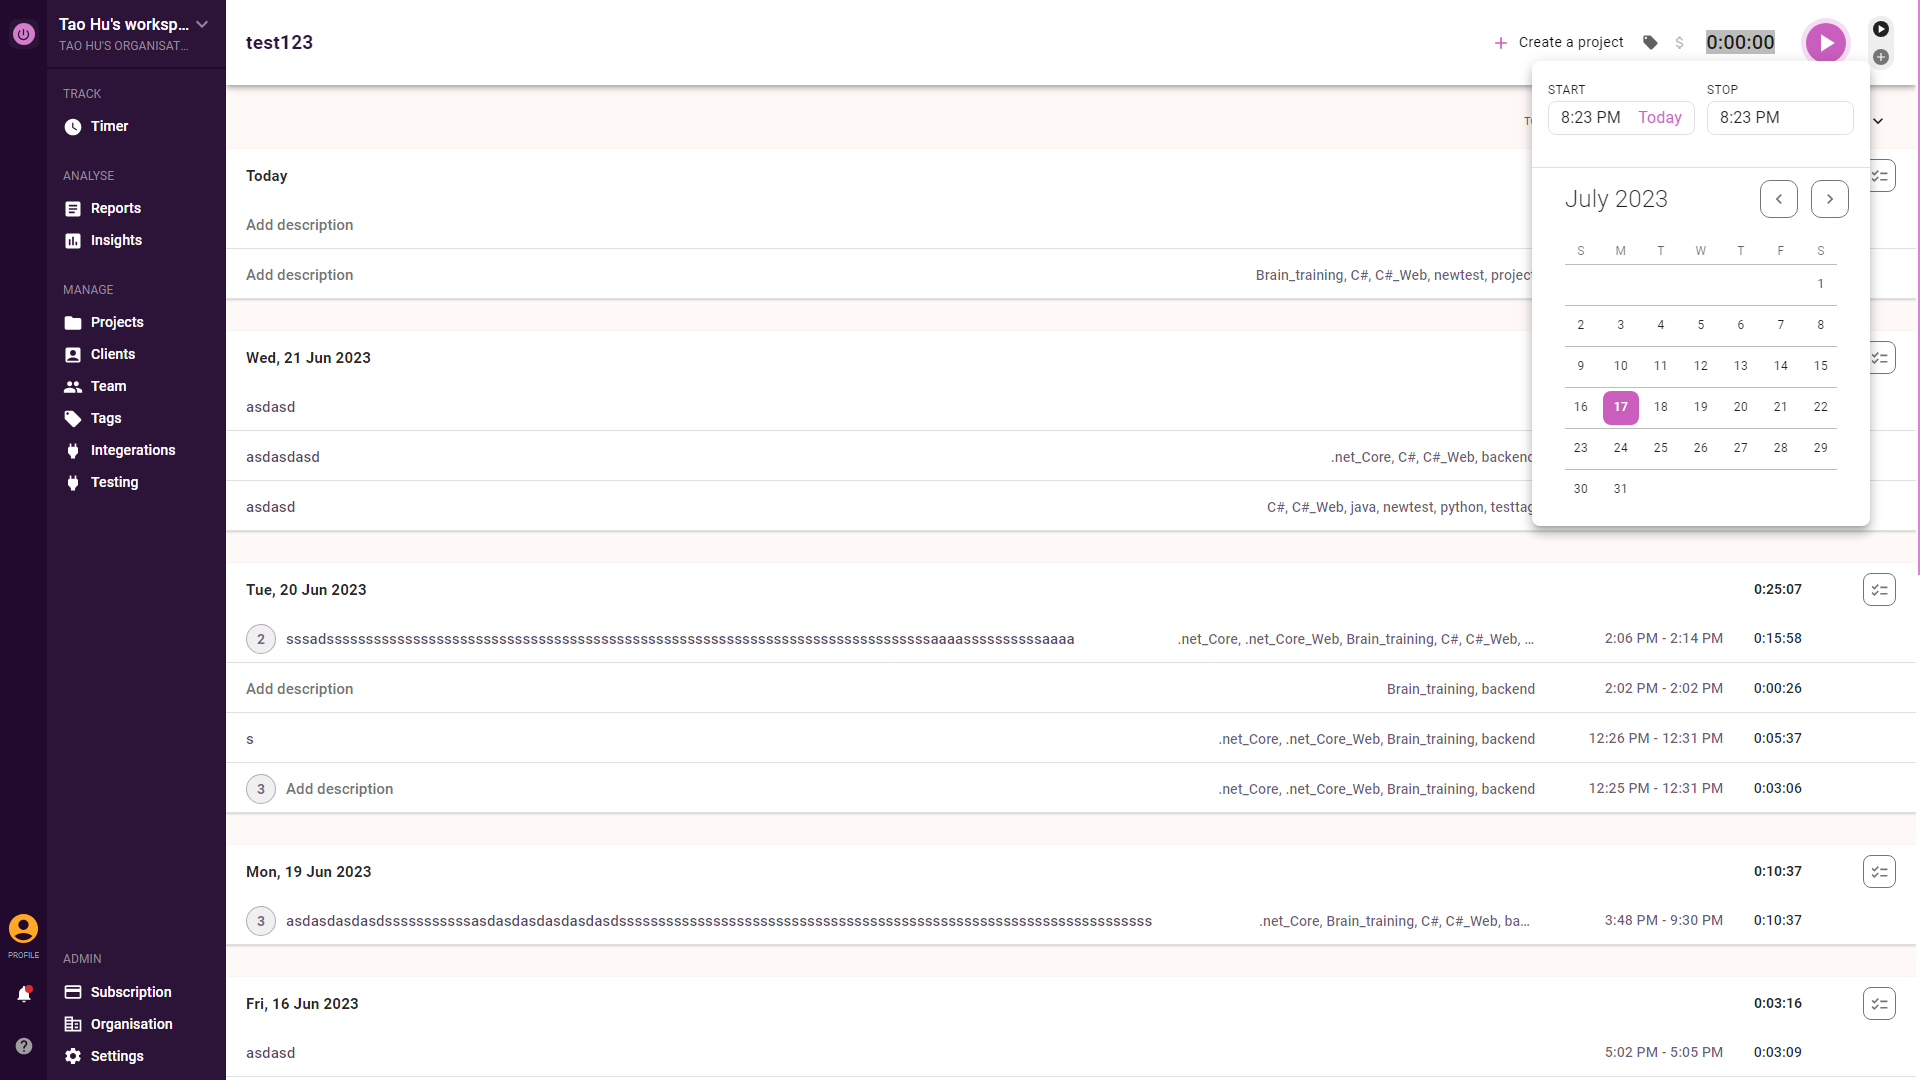 Tao Hu's worksp...
TAO HU'S ORGANISAT...
TRACK
Timer
ANALYSE
Reports
Insights
MANAGE
Projects
Clients
Team
Tags
Integerations
Testing
PROFILE
ADMIN
Subscription
Organisation
Settings
test123
Create a project
$
0:00:00
START
STOP
8:23 PM Today
8:23 PM
July 2023
S M T W T F S
1
2 3 4 5 6 7 8
9 10 11 12 13 14 15
16 17 18 19 20 21 22
23 24 25 26 27 28 29
30 31
Today
Add description
Add description Brain_training, C#, C#_Web, newtest, project
Wed, 21 Jun 2023
asdasd
asdasdasd .net_Core, C#, C#_Web, backend
asdasd C#, C#_Web, java, newtest, python, testtag
Tue, 20 Jun 2023 0:25:07
.net_Core, .net_Core_Web, Brain_training, C#, C#_Web, ... 2:06 PM - 2:14 PM 0:15:58
Add description Brain_training, backend 2:02 PM - 2:02 PM 0:00:26
s .net_Core, .net_Core_Web, Brain_training, backend 12:26 PM - 12:31 PM 0:05:37
3 Add description .net_Core, .net_Core_Web, Brain_training, backend 12:25 PM - 12:31 PM 0:03:06
Mon, 19 Jun 2023 0:10:37
3 .net_Core, Brain_training, C#, C#_Web, ba... 3:48 PM - 9:30 PM 0:10:37
Fri, 16 Jun 2023 0:03:16
asdasd 5:02 PM - 5:05 PM 0:03:09